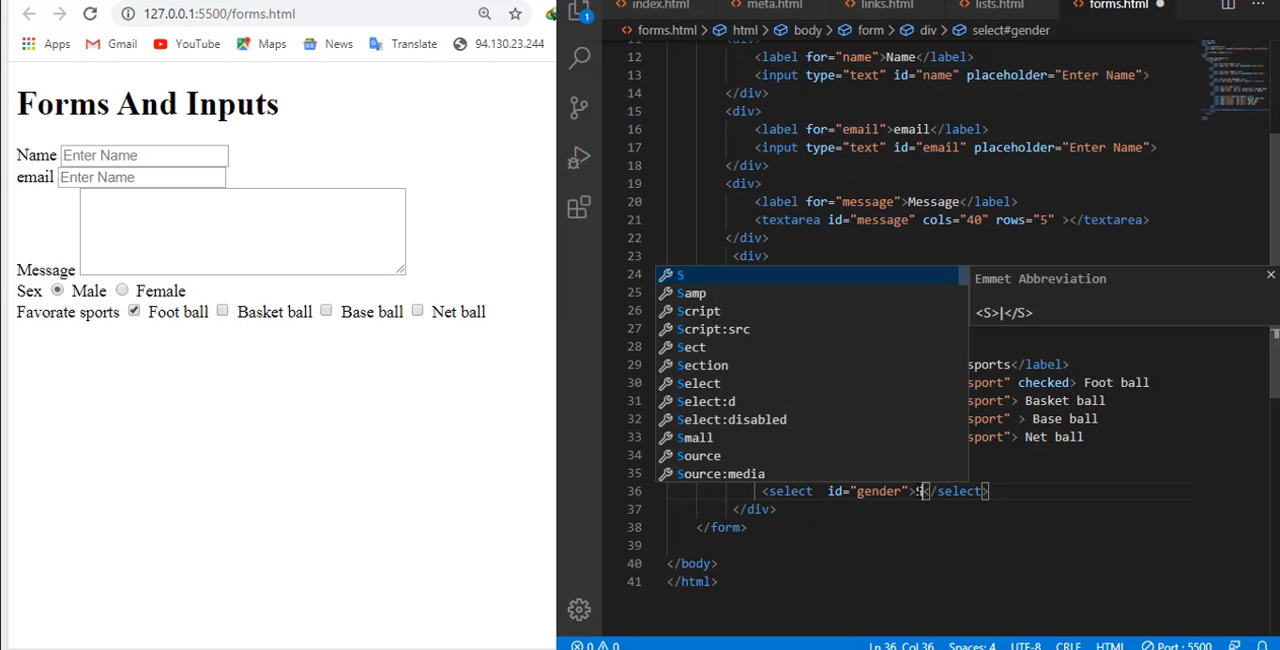 127.0.0.1:5500/forms.html
Apps Gmail YouTube Maps News Translate 94.130.23.244
Forms And Inputs
Name Enter Name
email Enter Name
Message
Sex Male Female
Favorate sports Foot ball Basket ball Base ball Net ball
1
index.html meta.html links.html lists.html forms.html
forms.html > html > body > form > div > select#gender
11 <div>
12 <label for="name">Name</label>
13 <input type="text" id="name" placeholder="Enter Name">
14 </div>
15 <div>
16 <label for="email">email</label>
17 <input type="text" id="email" placeholder="Enter Name">
18 </div>
19 <div>
20 <label for="message">Message</label>
21 <textarea id="message" cols="40" rows="5" ></textarea>
22 </div>
23 <div>
24 S
Emmet Abbreviation
25 Samp
26 Script
<S>|</S>
27 Script:src
28 Sect
29 Section sports</label>
30 Select sport" checked> Foot ball
31 Select:d sport"> Basket ball
32 Select:disabled sport" > Base ball
33 Small sport"> Net ball
34 Source
35 Source:media
36 <select id="gender">S</select>
37 </div>
38 </form>
39
40 </body>
41 </html>
0 0 Ln 36, Col 36 Spaces: 4 UTF-8 CRLF HTML Port : 5500